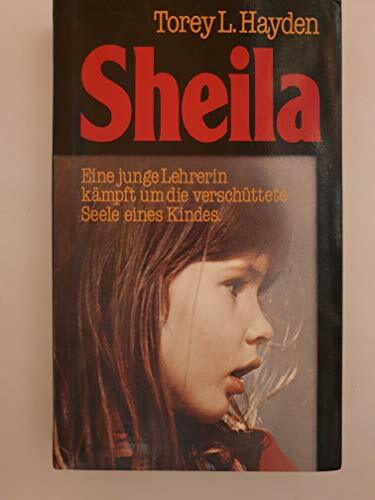 Torey L. Hayden
Sheila
Eine junge Lehrerin
kämpft um die verschüttete
Seele eines Kindes.